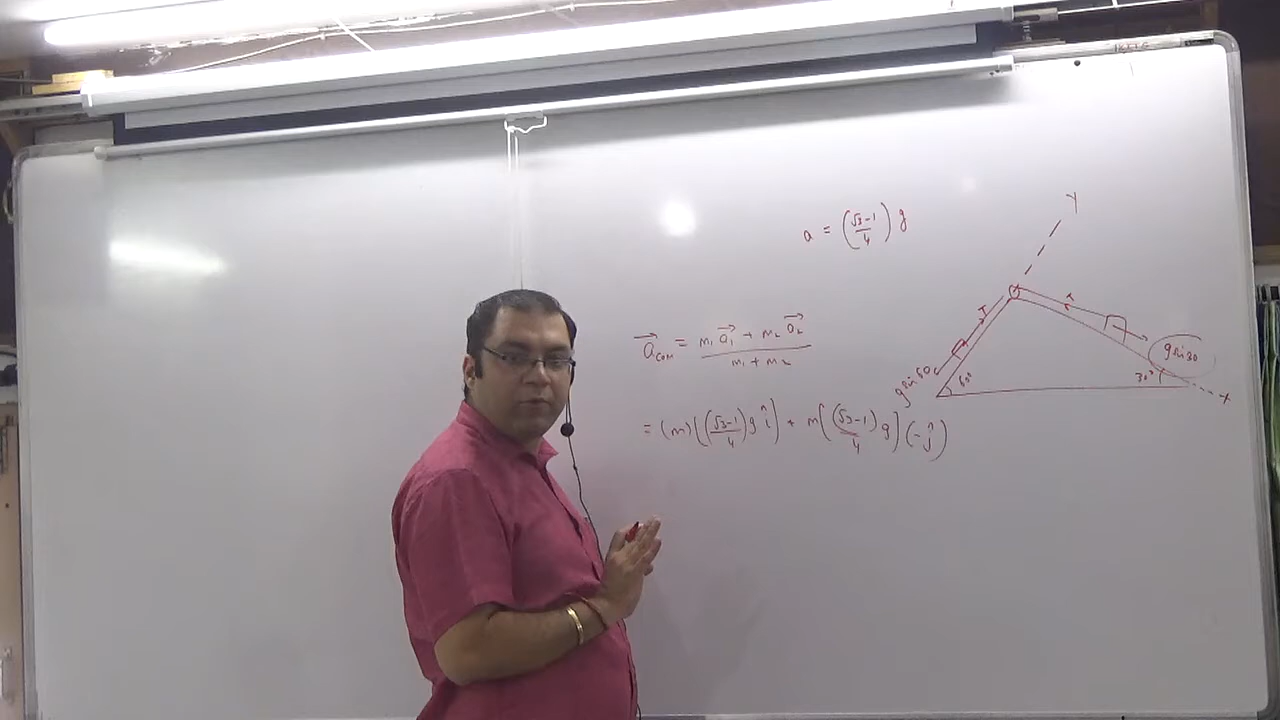 a = (√3-1/4) g
y
T
T
g sin 60
60°
30°
g sin 30
x
a⃗com = m₁a⃗₁ + m₂a⃗₂ / m₁ + m₂
= (m)[(√3-1/4)g î] + m[(√3-1/4)g](-ĵ)